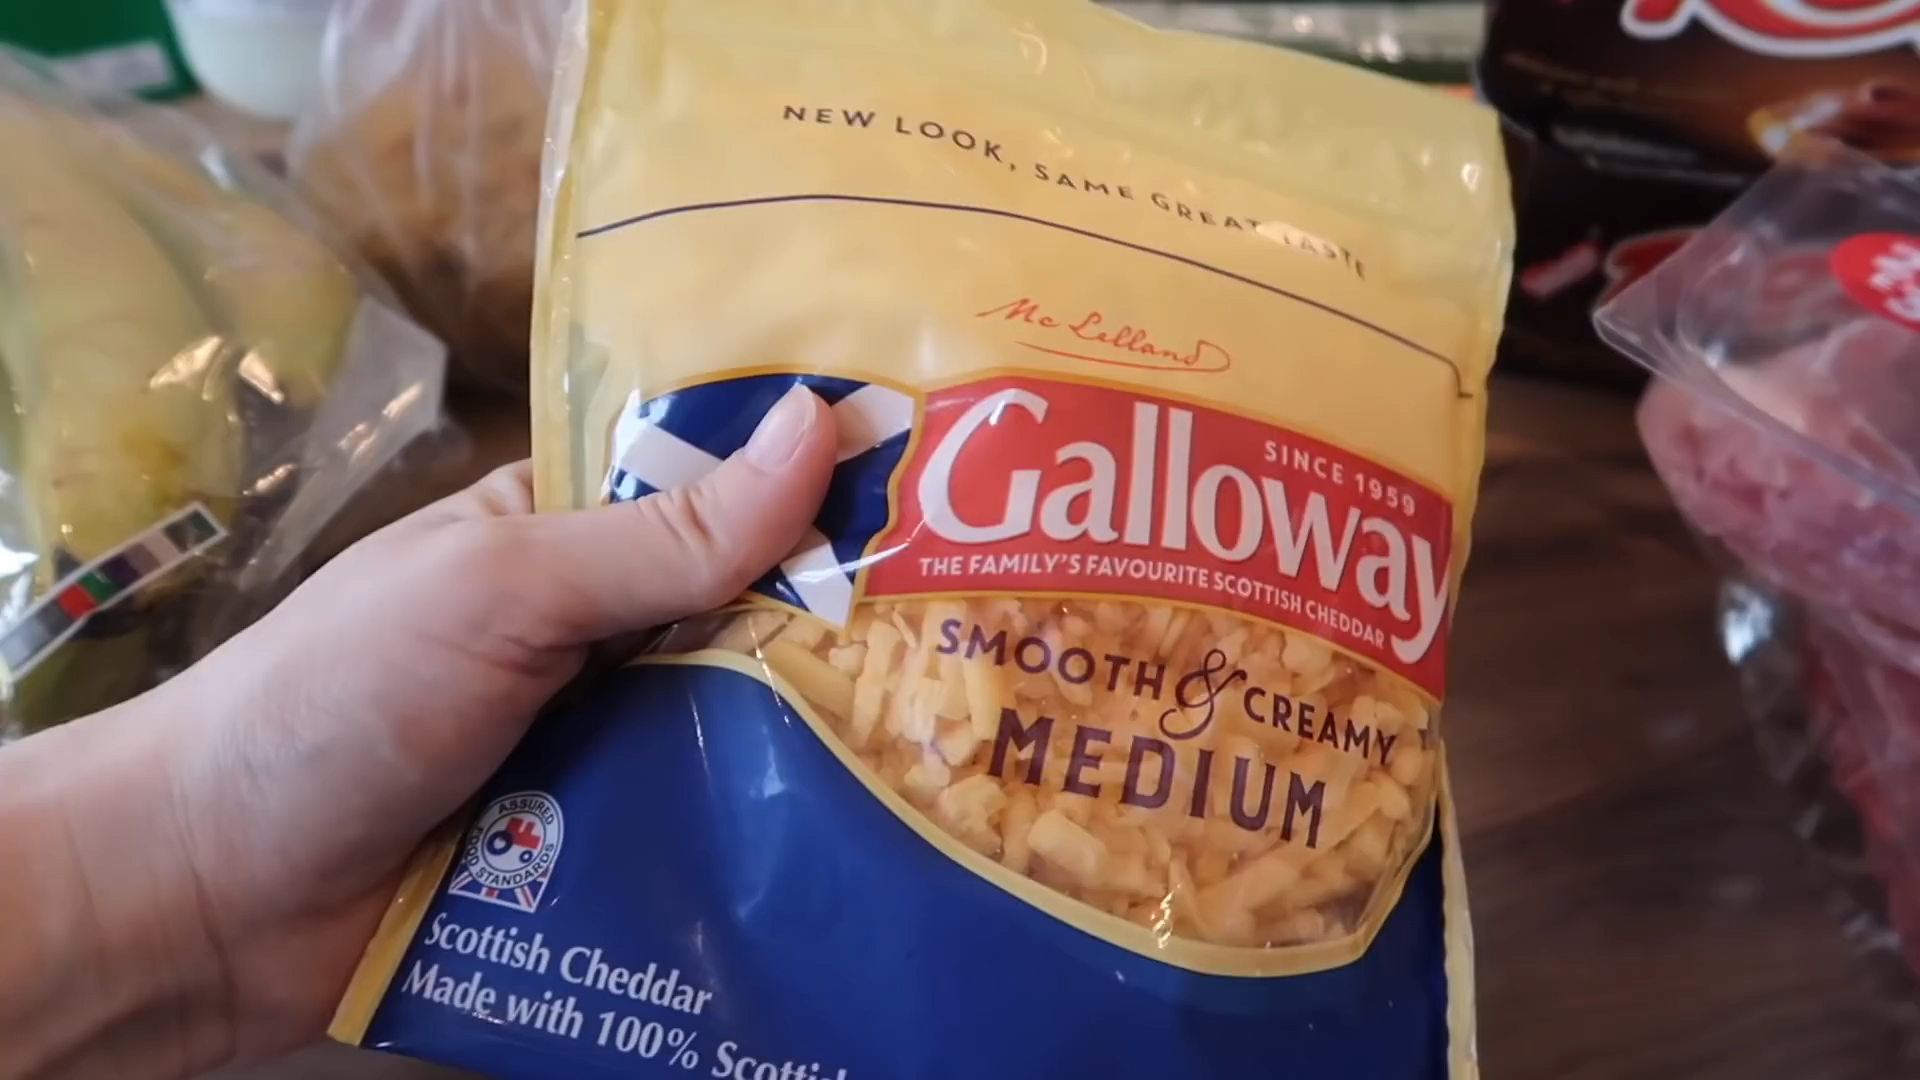 NEW LOOK, SAME GREAT TASTE
McLelland
SINCE 1959
Galloway
THE FAMILY'S FAVOURITE SCOTTISH CHEDDAR
SMOOTH & CREAMY
MEDIUM
ASSURED
FOOD
STANDARDS
Scottish Cheddar
Made with 100%